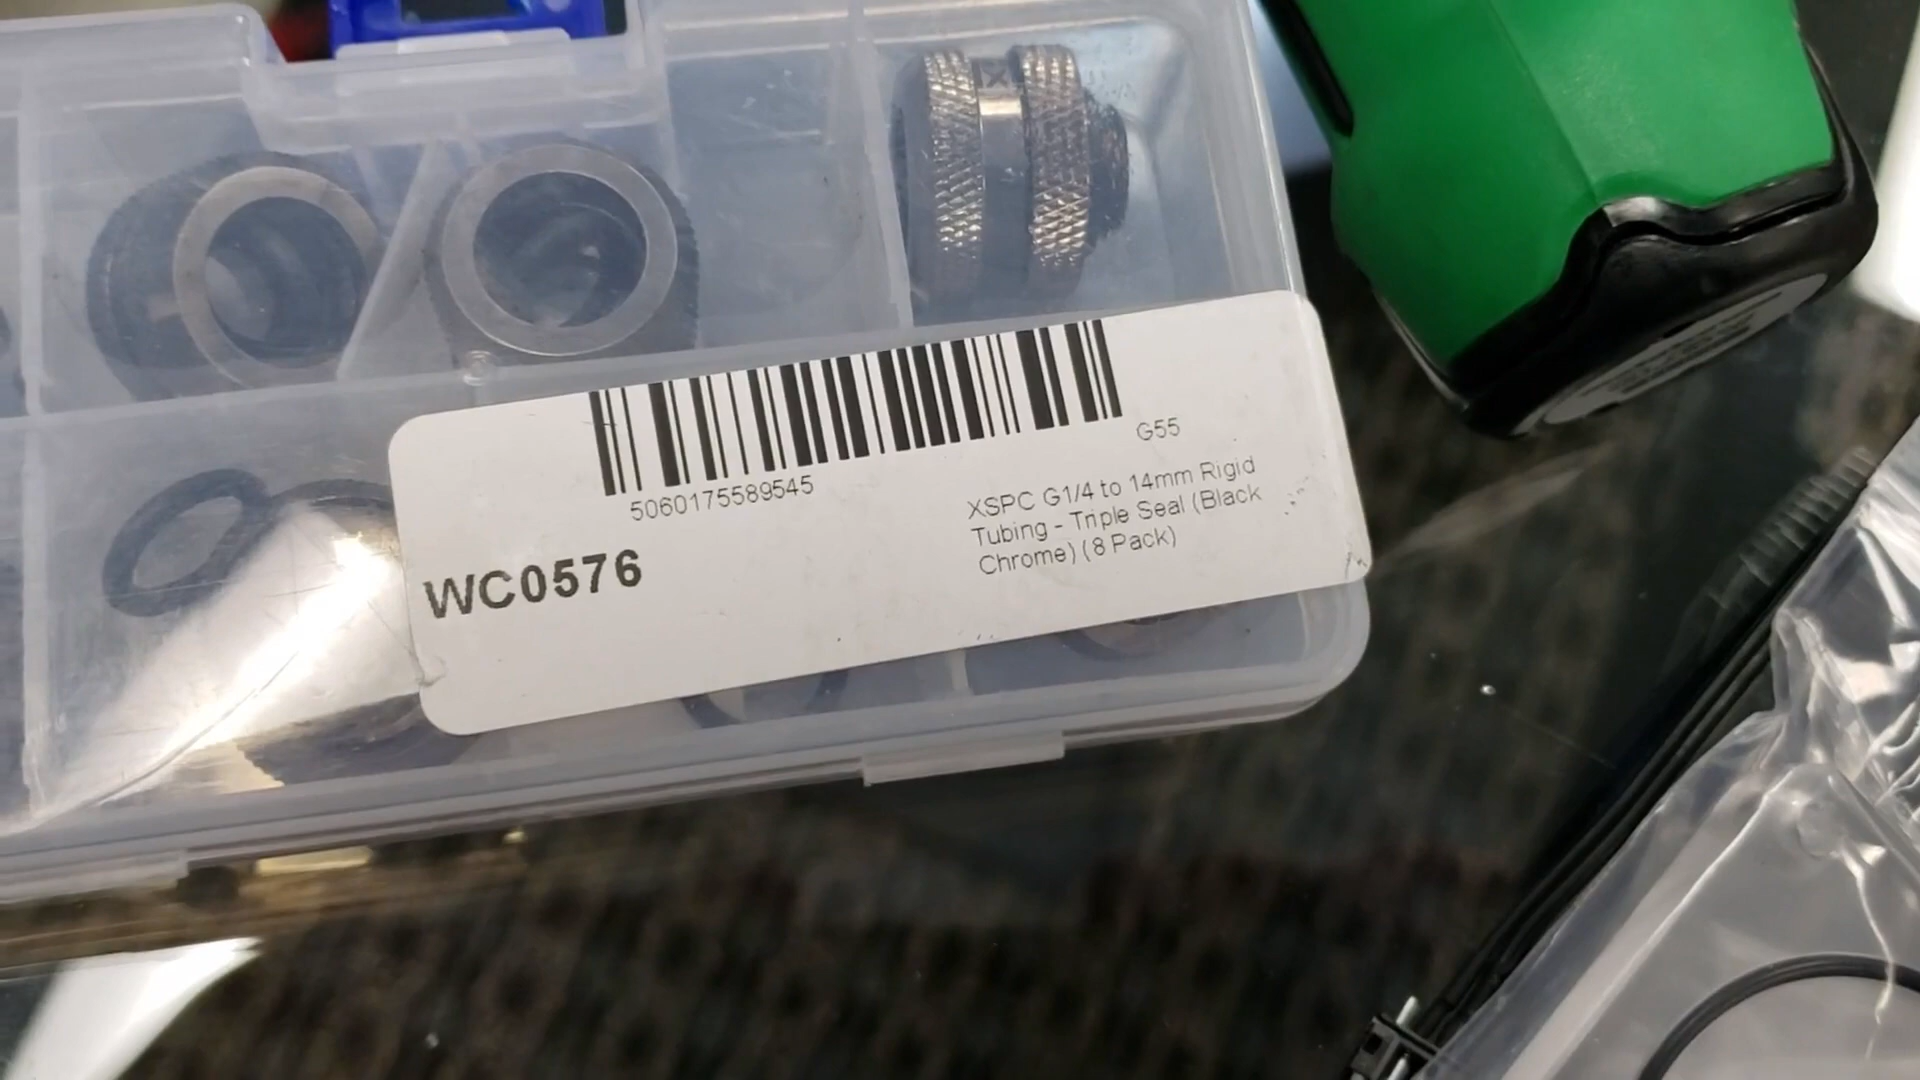 G55
5060175589545
XSPC G1/4 to 14mm Rigid
Tubing - Triple Seal (Black
Chrome) (8 Pack)
WC0576